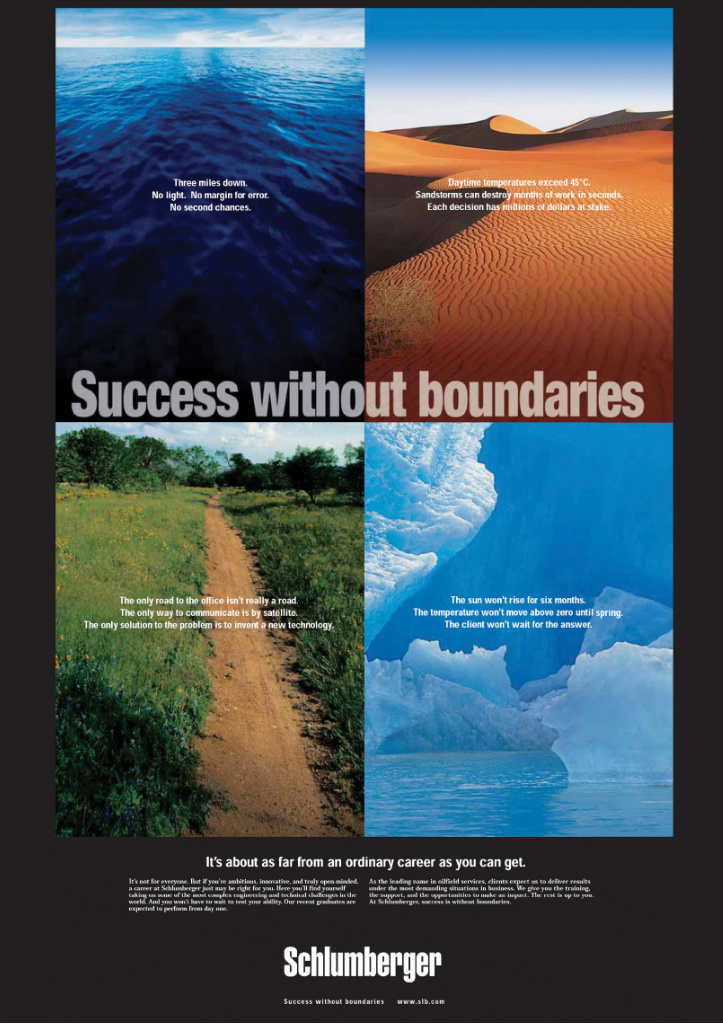 Three miles down.
No light. No margin for error.
No second chances.
Daytime temperatures exceed 45°C.
Sandstorms can destroy months of work in seconds.
Each decision has millions of dollars at stake.
Success without boundaries
The only road to the office isn't really a road.
The only way to communicate is by satellite.
The only solution to the problem is to invent a new technology.
The sun won't rise for six months.
The temperature won't move above zero until spring.
The client won't wait for the answer.
It's about as far from an ordinary career as you can get.
It's not for everyone. But if you're ambitious, innovative, and truly open-minded,
a career at Schlumberger just may be right for you. Here you'll find yourself
taking on some of the most complex engineering and technical challenges in the
world. And you won't have to wait to test your ability. Our recent graduates are
expected to perform from day one.
As the leading name in oilfield services, clients expect us to deliver results
under the most demanding situations in business. We give you the training,
the support, and the opportunities to make an impact. The rest is up to you.
At Schlumberger, success is without boundaries.
Schlumberger
Success without boundaries www.slb.com